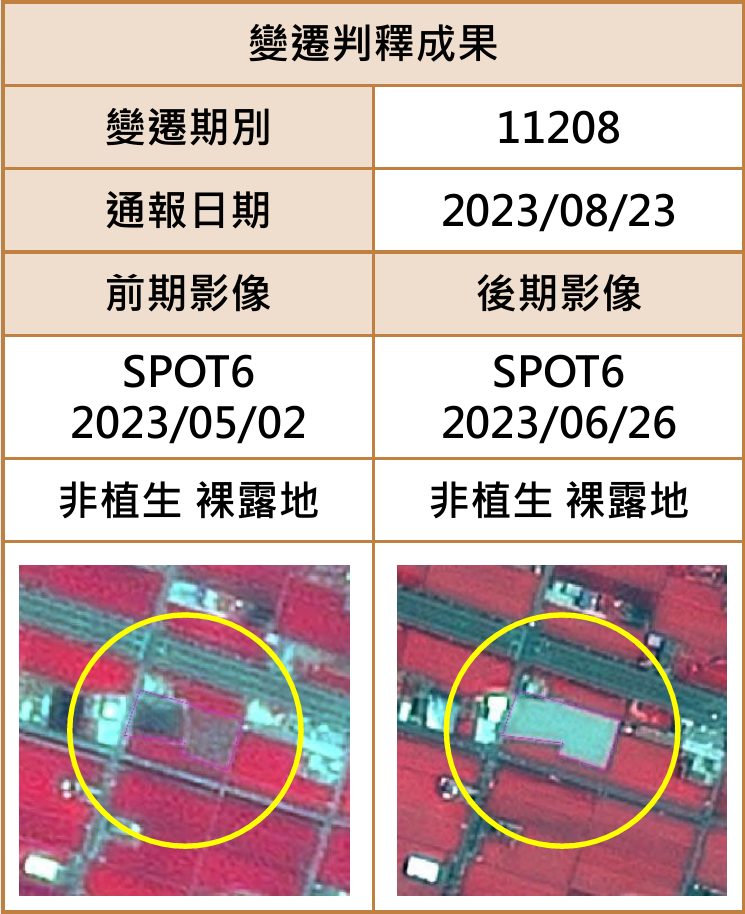 變遷判釋成果
變遷期別 11208
通報日期 2023/08/23
前期影像 後期影像
SPOT6 SPOT6
2023/05/02 2023/06/26
非植生 裸露地 非植生 裸露地